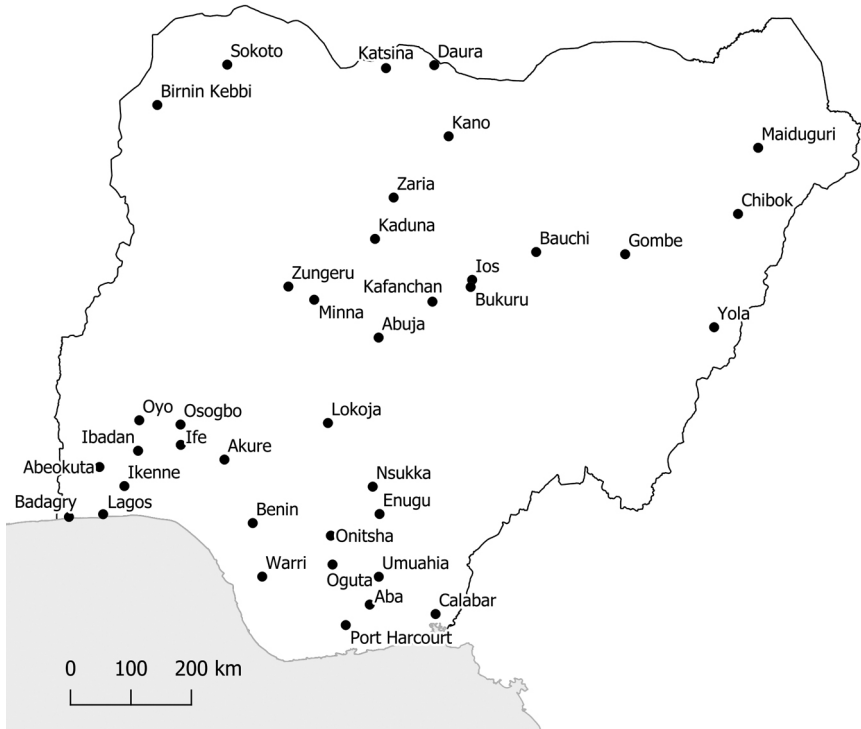 Sokoto
Katsina
Daura
Birnin Kebbi
Kano
Maiduguri
Zaria
Chibok
Kaduna
Bauchi
Gombe
Zungeru
Kafanchan
Ios
Minna
Bukuru
Abuja
Yola
Oyo
Osogbo
Lokoja
Ibadan
Ife
Akure
Abeokuta
Ikenne
Nsukka
Badagry
Lagos
Benin
Enugu
Onitsha
Warri
Oguta
Umuahia
Aba
Calabar
Port Harcourt
0 100 200 km